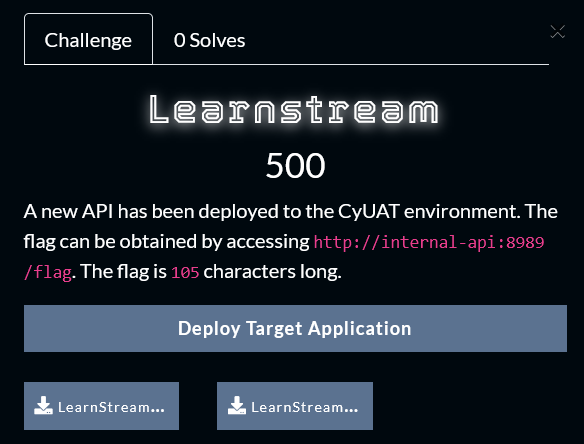 Challenge
0 Solves
Learnstream
500
A new API has been deployed to the CyUAT environment. The
flag can be obtained by accessing http://internal-api:8989
/flag. The flag is 105 characters long.
Deploy Target Application
LearnStream...
LearnStream...